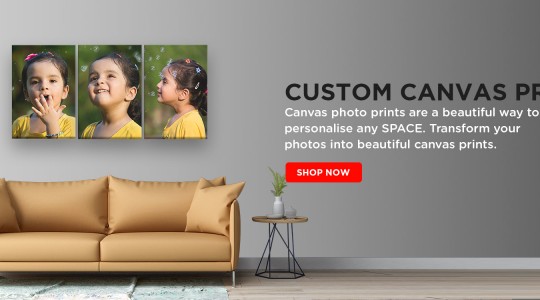 CUSTOM CANVAS PR
Canvas photo prints are a beautiful way to
personalise any SPACE. Transform your
photos into beautiful canvas prints.
SHOP NOW